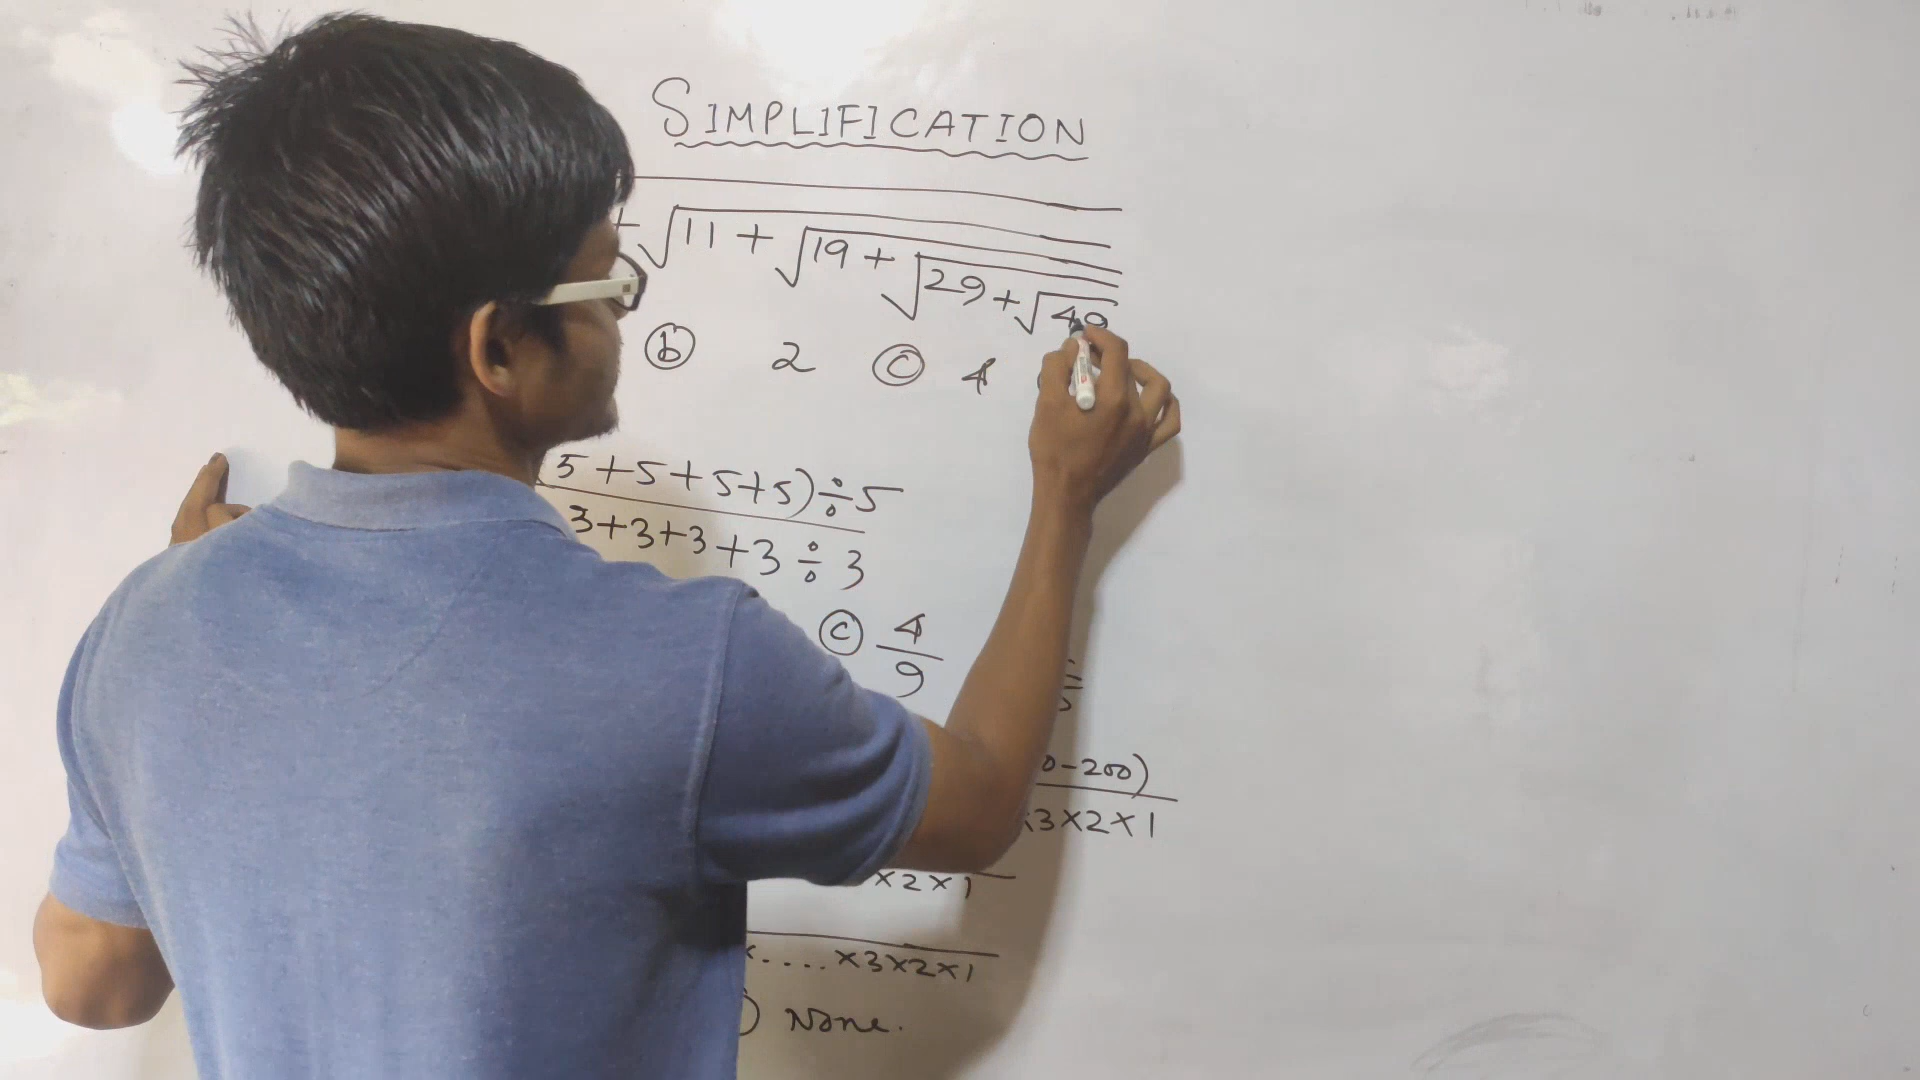 SIMPLIFICATION
+ √11 + √19 + √29 + √49
(b) 2 (c) 4
(5 + 5 + 5 + 5) ÷ 5
3 + 3 + 3 + 3 ÷ 3
(c) 4/9
0 - 200)
×3×2×1
×2×1
×....×3×2×1
) None.